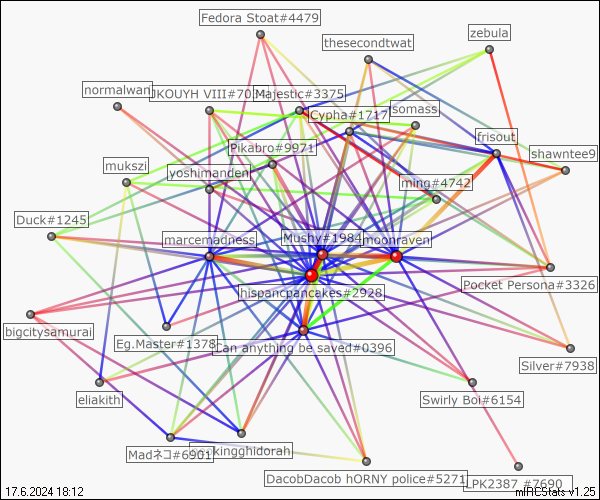 Fedora Stoat#4479
zebula
thesecondtwat
normalwan
JKOUYH VIII#70
Majestic#3375
Cypha#1717
somass
frisout
Pikabro#9971
shawntee9
mukszi
yoshimanden
ming#4742
Duck#1245
marcemadness
Mushy#1984
moonraven
Pocket Persona#3326
hispancpancakes#2928
bigcitysamurai
Eg.Master#1378
Can anything be saved#0396
Silver#7938
eliakith
Swirly Boi#6154
Madネコ#6901
kingghidorah
DacobDacob hORNY police#5271
LPK2387 #7690
17.6.2024 18:12
mIRCStats v1.25